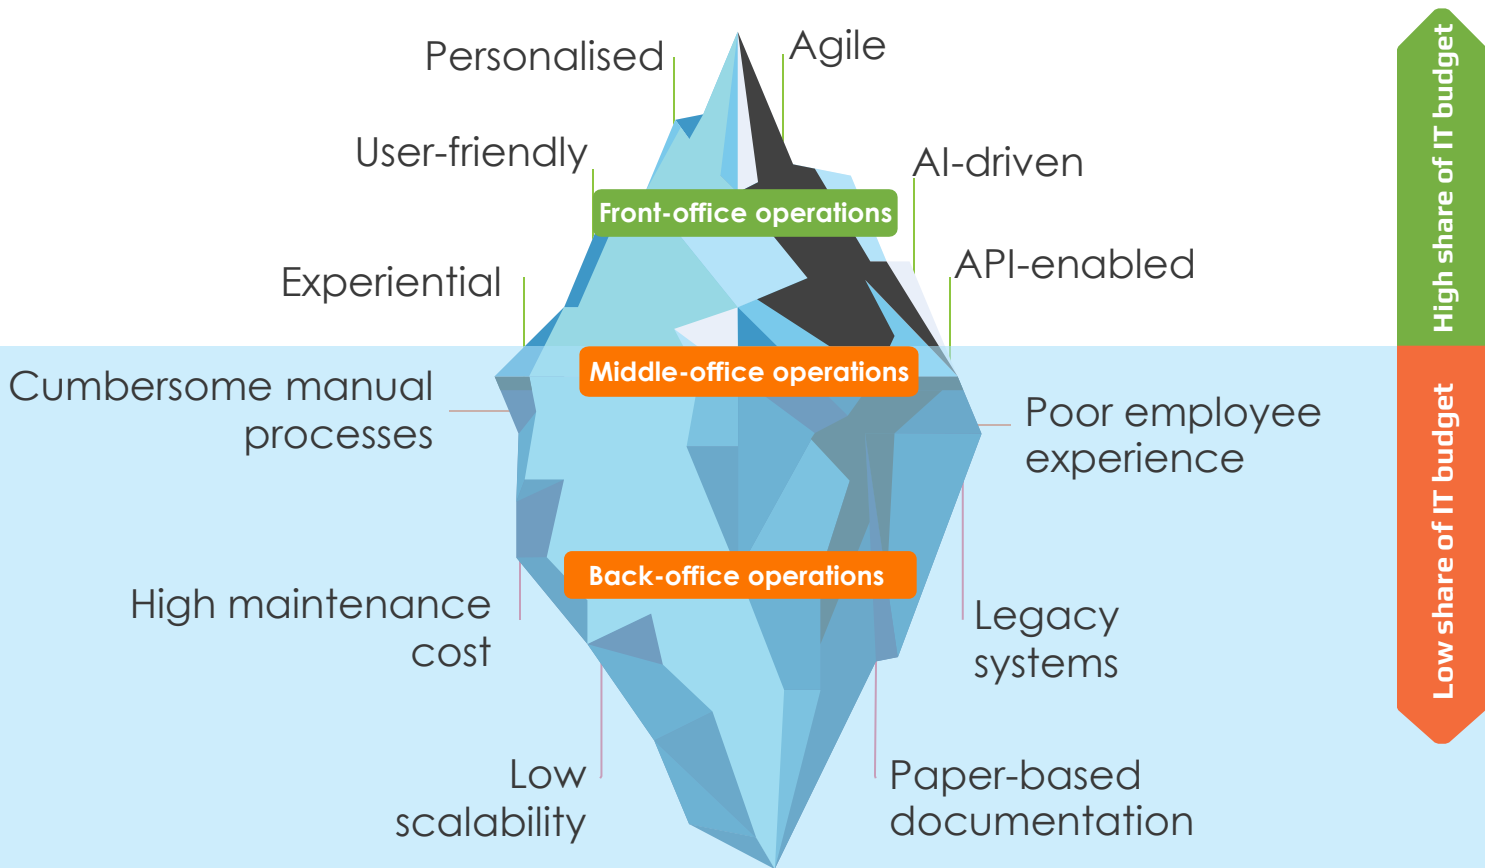 Personalised
Agile
User-friendly
AI-driven
Front-office operations
Experiential
API-enabled
High share of IT budget
Middle-office operations
Cumbersome manual
processes
Poor employee
experience
Low share of IT budget
Back-office operations
High maintenance
cost
Legacy
systems
Low
scalability
Paper-based
documentation